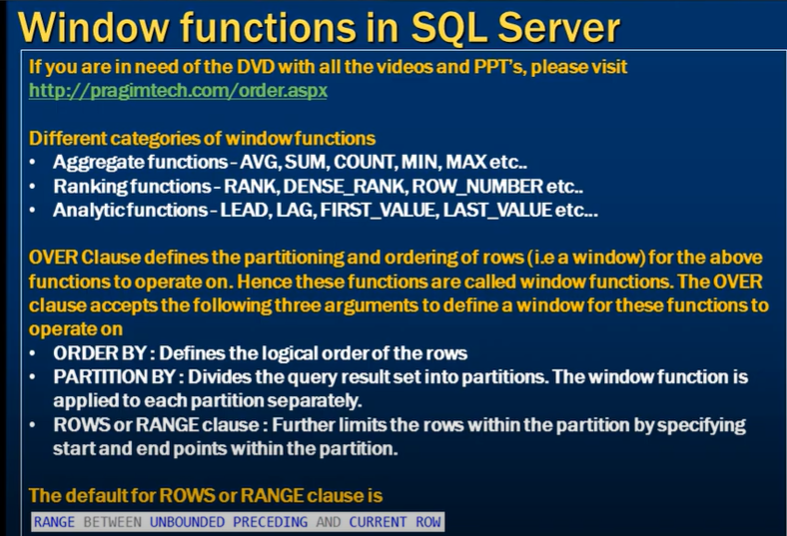 Window functions in SQL Server
If you are in need of the DVD with all the videos and PPT's, please visit
http://pragimtech.com/order.aspx
Different categories of window functions
• Aggregate functions - AVG, SUM, COUNT, MIN, MAX etc..
• Ranking functions - RANK, DENSE_RANK, ROW_NUMBER etc..
• Analytic functions - LEAD, LAG, FIRST_VALUE, LAST_VALUE etc...
OVER Clause defines the partitioning and ordering of rows (i.e a window) for the above
functions to operate on. Hence these functions are called window functions. The OVER
clause accepts the following three arguments to define a window for these functions to
operate on
• ORDER BY : Defines the logical order of the rows
• PARTITION BY : Divides the query result set into partitions. The window function is
applied to each partition separately.
• ROWS or RANGE clause : Further limits the rows within the partition by specifying
start and end points within the partition.
The default for ROWS or RANGE clause is
RANGE BETWEEN UNBOUNDED PRECEDING AND CURRENT ROW